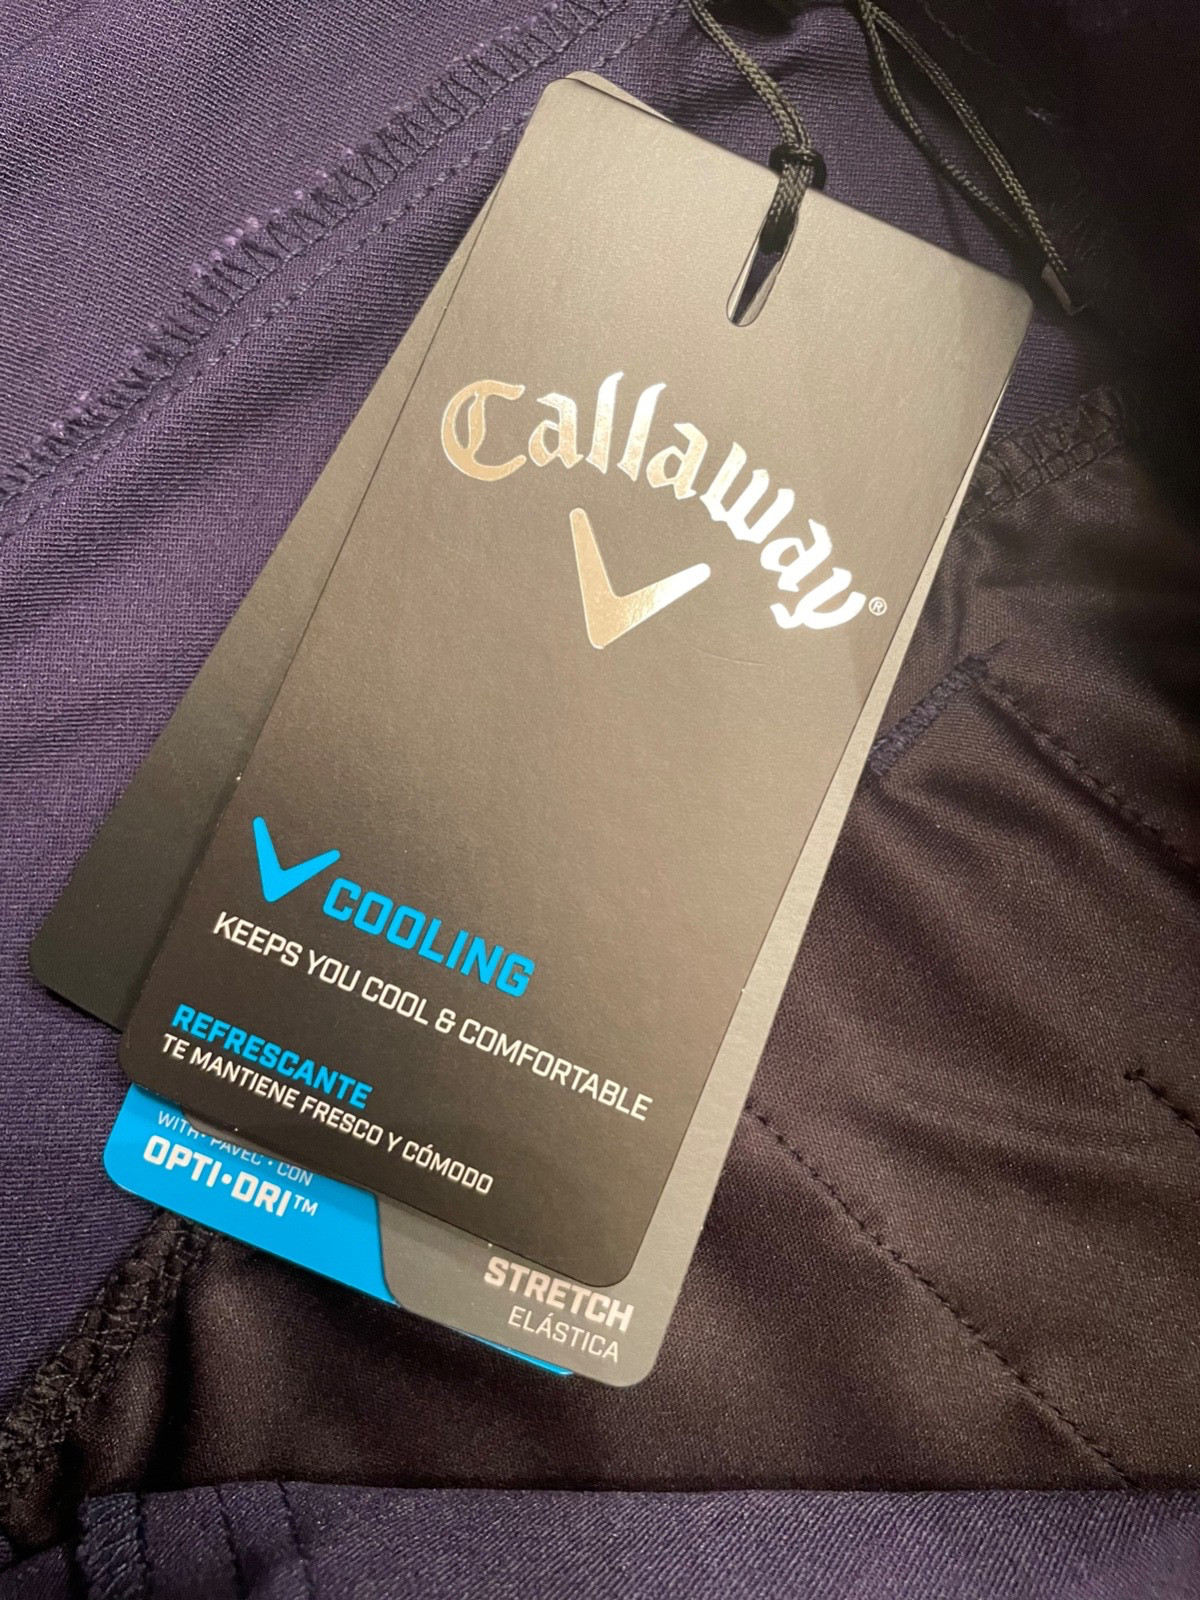 Callaway®
COOLING
KEEPS YOU COOL & COMFORTABLE
REFRESCANTE
TE MANTIENE FRESCO Y CÓMODO
WITH • PAVEC • CON
OPTI•DRI™
STRETCH
ELÁSTICA